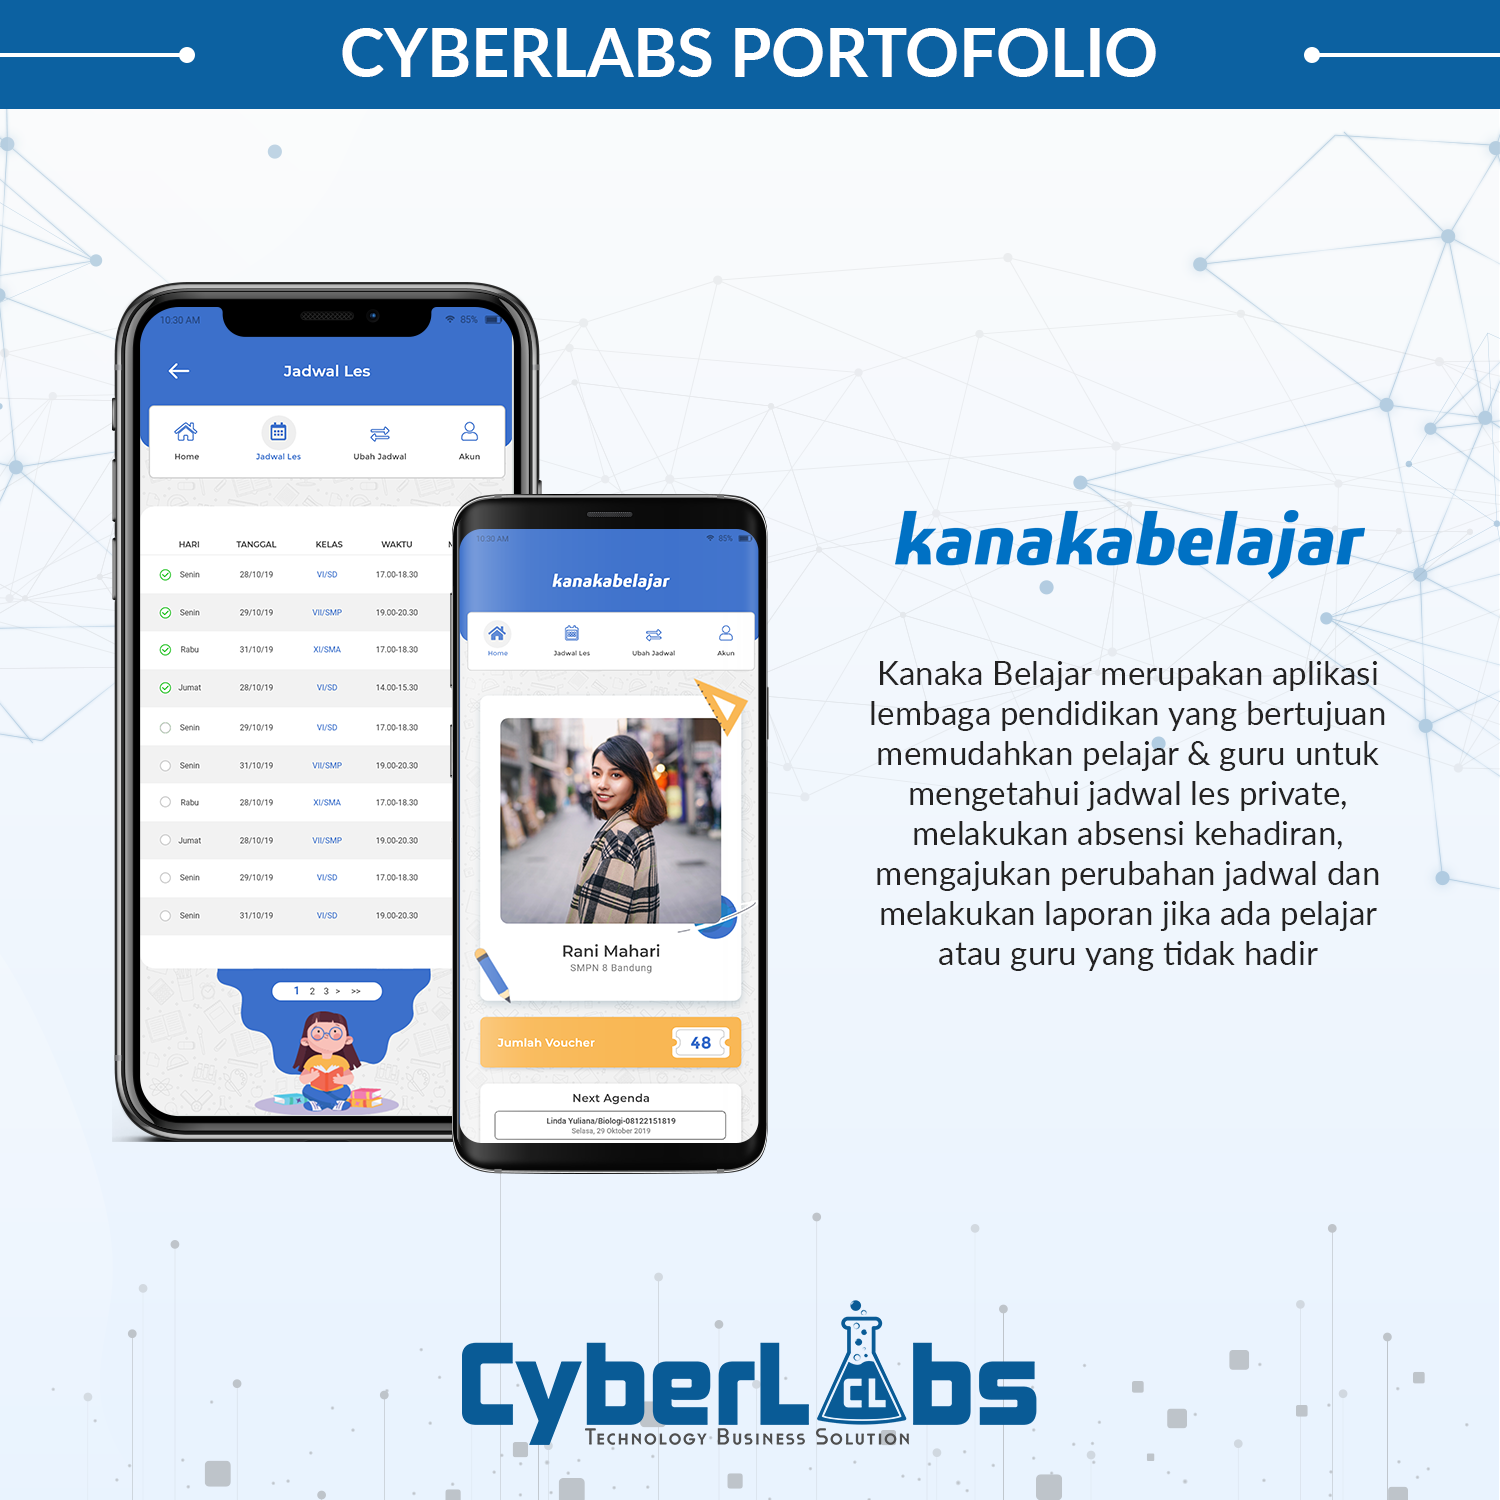 CYBERLABS PORTOFOLIO
10:30 AM
85%
Jadwal Les
Home Jadwal Les Ubah Jadwal Akun
HARI TANGGAL KELAS WAKTU
Senin 28/10/19 VI/SD 17.00-18.30
Senin 29/10/19 VII/SMP 19.00-20.30
Rabu 31/10/19 XI/SMA 17.00-18.30
Jumat 28/10/19 VI/SD 14.00-15.30
Senin 29/10/19 VI/SD 17.00-18.30
Senin 31/10/19 VII/SMP 19.00-20.30
Rabu 28/10/19 XI/SMA 17.00-18.30
Jumat 28/10/19 VII/SMP 19.00-20.30
Senin 29/10/19 VI/SD 17.00-18.30
Senin 31/10/19 VI/SD 19.00-20.30
1 2 3 > >>
10:30 AM
85%
kanakabelajar
Home Jadwal Les Ubah Jadwal Akun
Rani Mahari
SMPN 8 Bandung
Jumlah Voucher 48
Next Agenda
Linda Yuliana/Biologi-08122151819
Selasa, 29 Oktober 2019
kanakabelajar
Kanaka Belajar merupakan aplikasi
lembaga pendidikan yang bertujuan
memudahkan pelajar & guru untuk
mengetahui jadwal les private,
melakukan absensi kehadiran,
mengajukan perubahan jadwal dan
melakukan laporan jika ada pelajar
atau guru yang tidak hadir
CyberLabs
CL
TECHNOLOGY BUSINESS SOLUTION